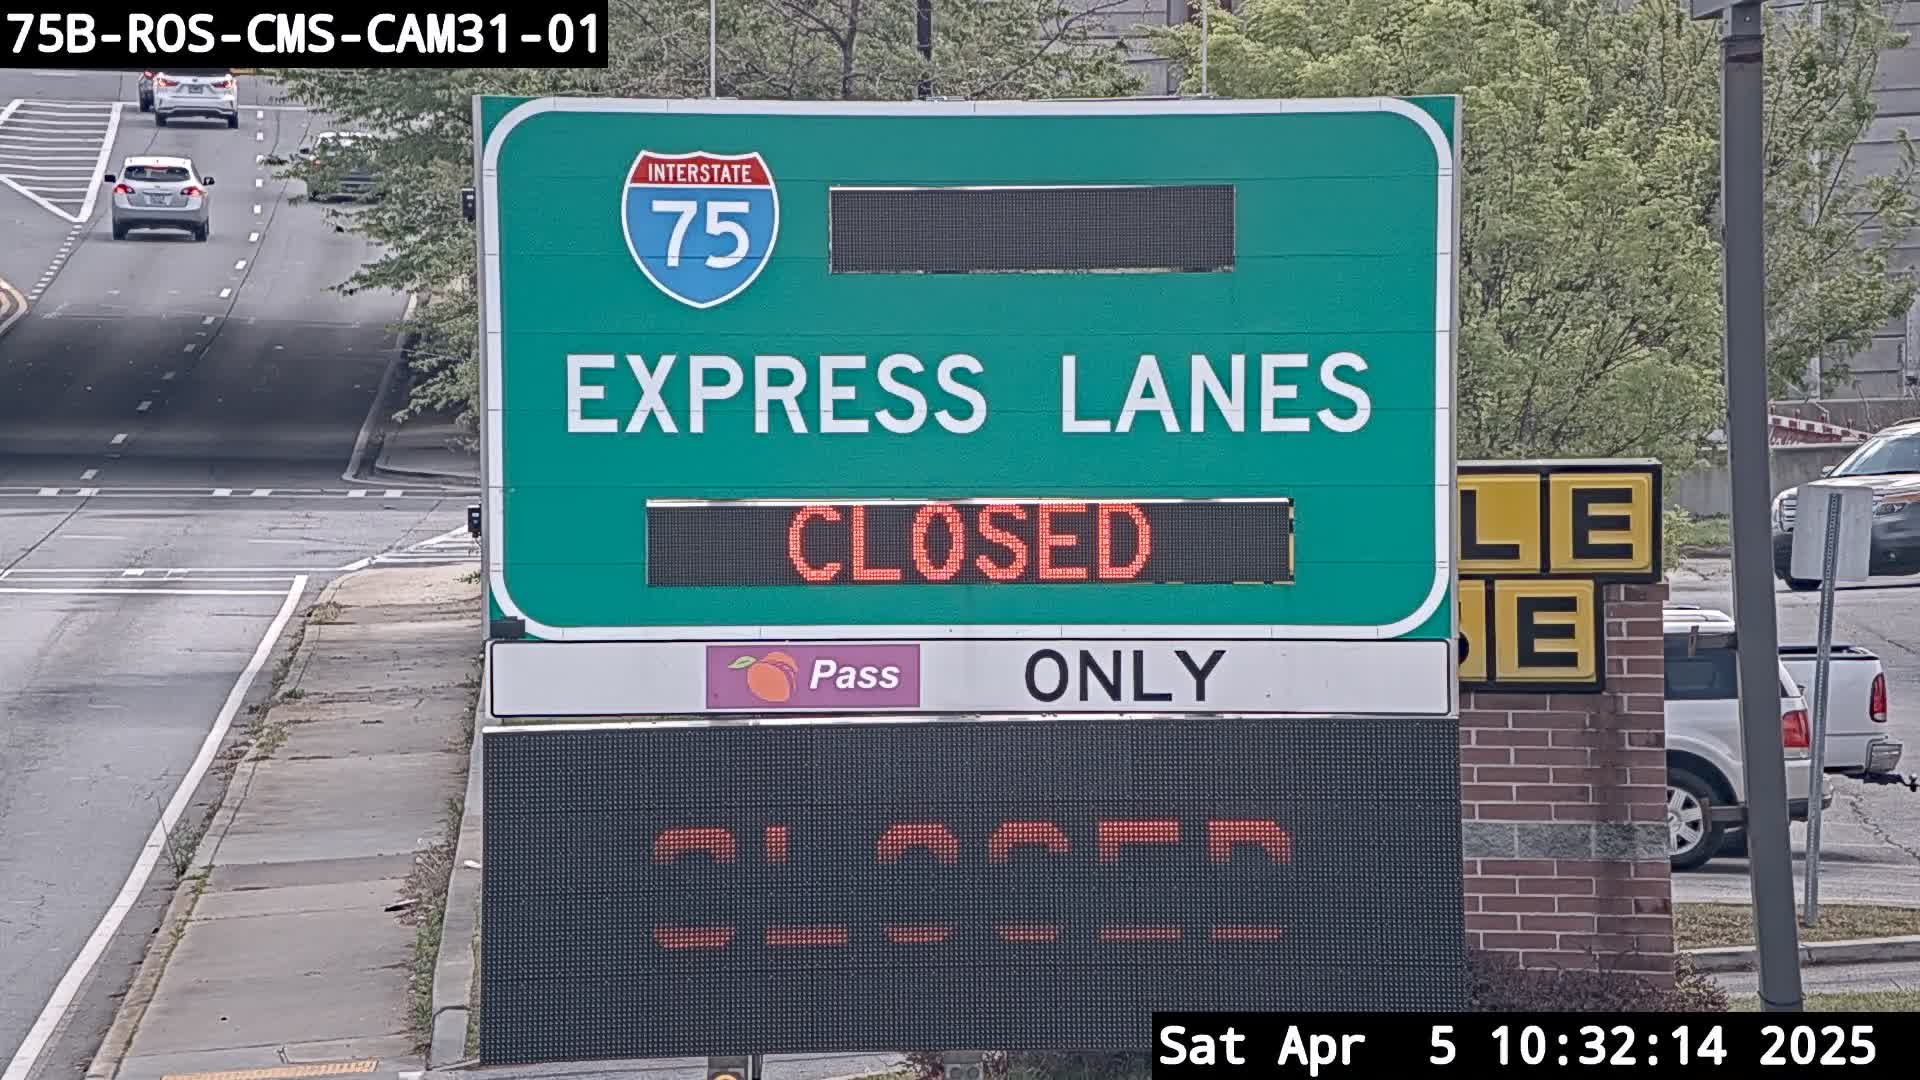 75B-ROS-CMS-CAM31-01
INTERSTATE
75
EXPRESS LANES
CLOSED
Pass ONLY
CLOSED
LE
E
Sat Apr 5 10:32:14 2025